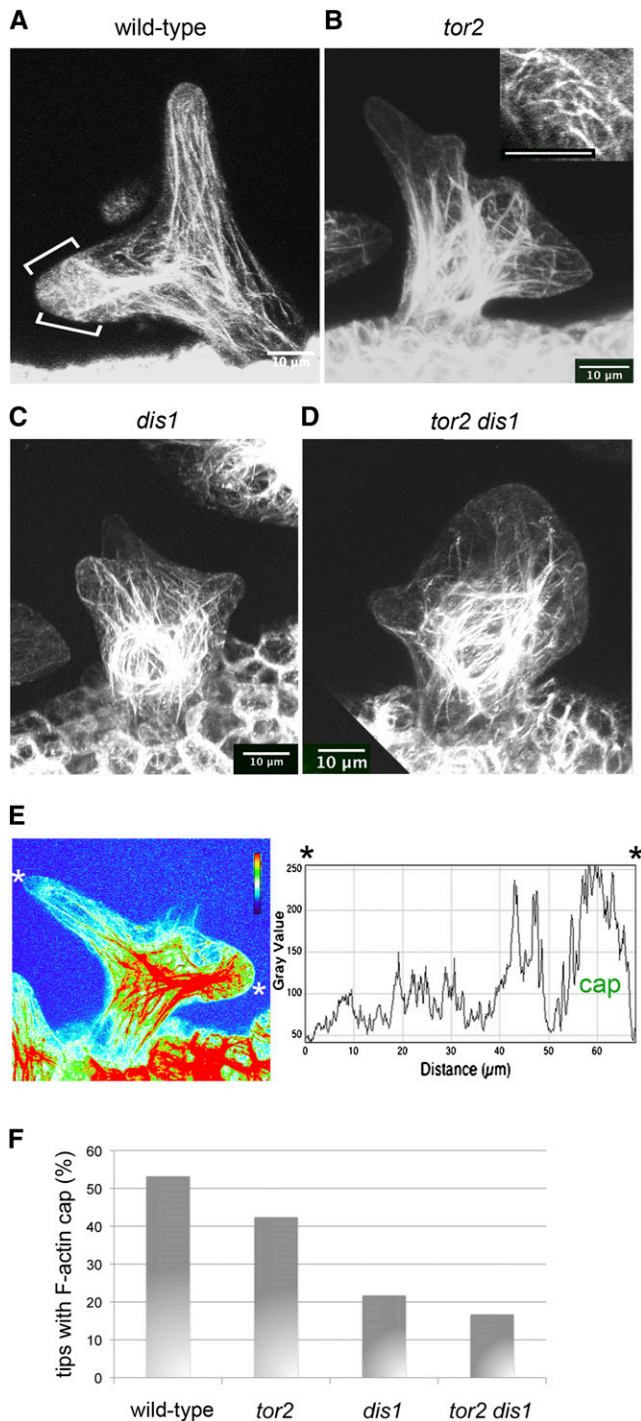 A wild-type
B tor2
10 µm
10 µm
C dis1
D tor2 dis1
10 µm
10 µm
E
*
*
* *
Gray Value
250
200
150
100
50
cap
0 10 20 30 40 50 60
Distance (µm)
F
tips with F-actin cap (%)
60
50
40
30
20
10
0
wild-type tor2 dis1 tor2 dis1